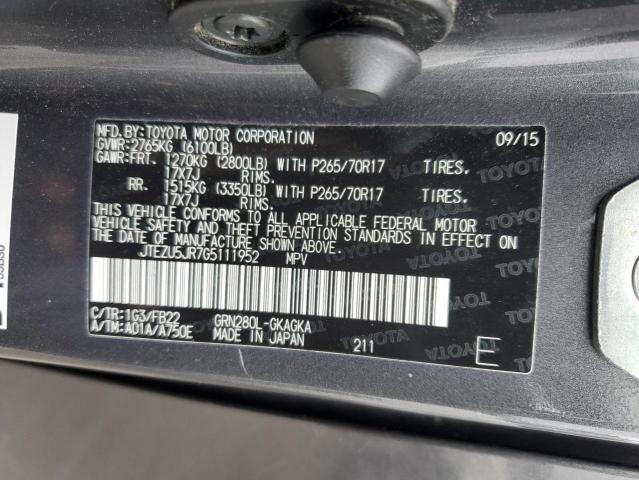 MFD.BY:TOYOTA MOTOR CORPORATION 09/15
GVWR:2765KG (6100LB)
GAWR:FRT. 1270KG (2800LB) WITH P265/70R17 TIRES.
17X7J RIMS.
RR. 1515KG (3350LB) WITH P265/70R17 TIRES.
17X7J RIMS.
THIS VEHICLE CONFORMS TO ALL APPLICABLE FEDERAL MOTOR
VEHICLE SAFETY AND THEFT PREVENTION STANDARDS IN EFFECT ON
THE DATE OF MANUFACTURE SHOWN ABOVE.
JTEZU5JR7G5111952 MPV
C/TR:1G3/FB22 GRN280L-GKAGKA
A/TM:A01A/A750E MADE IN JAPAN 211 E